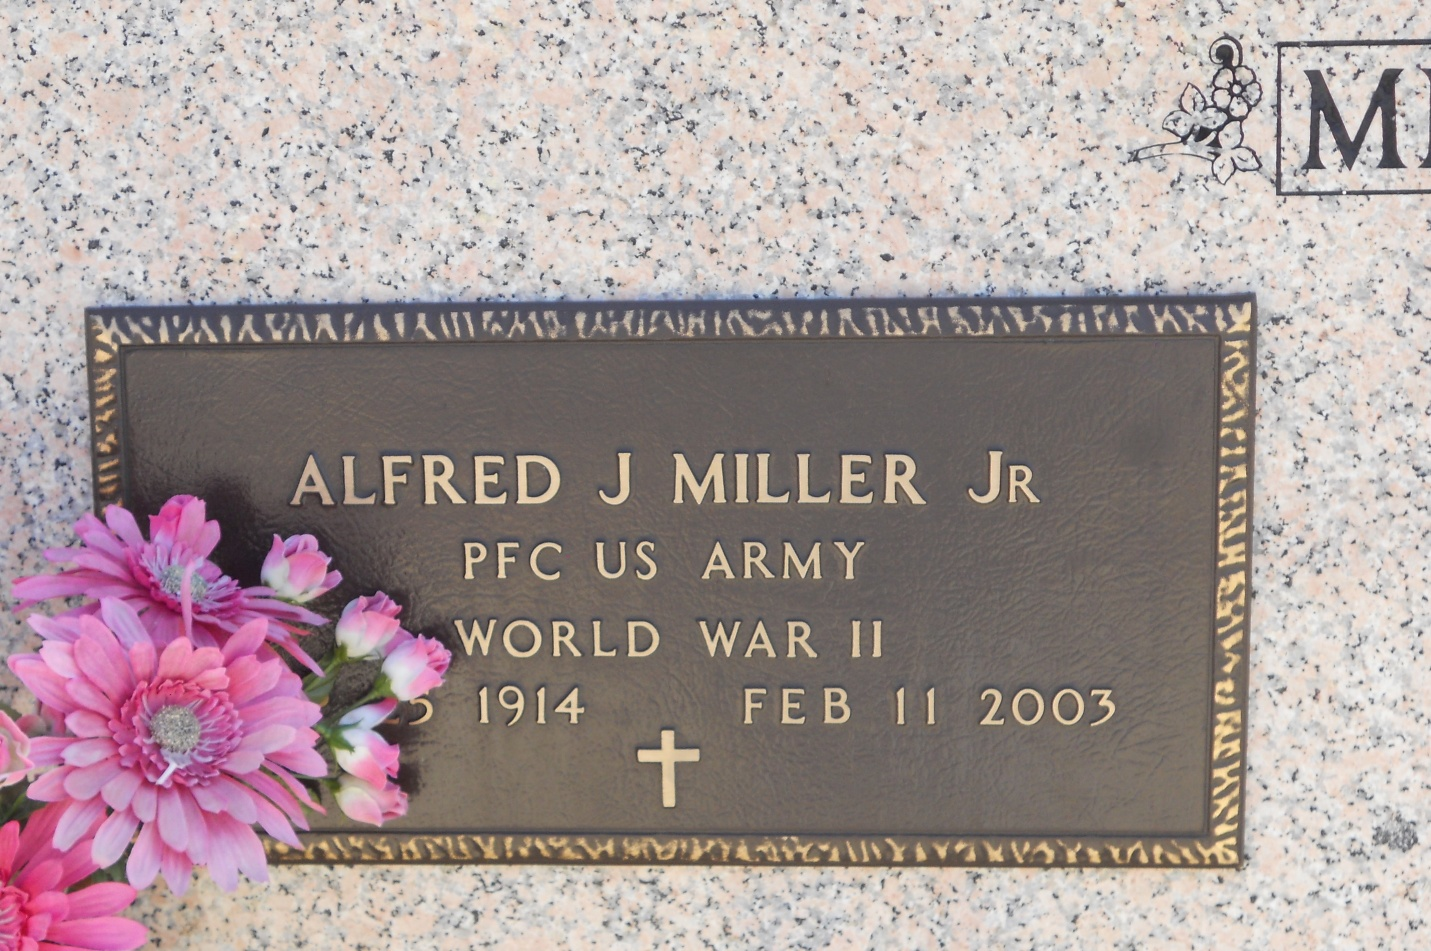 ALFRED J MILLER JR
PFC US ARMY
WORLD WAR II
1914 FEB 11 2003